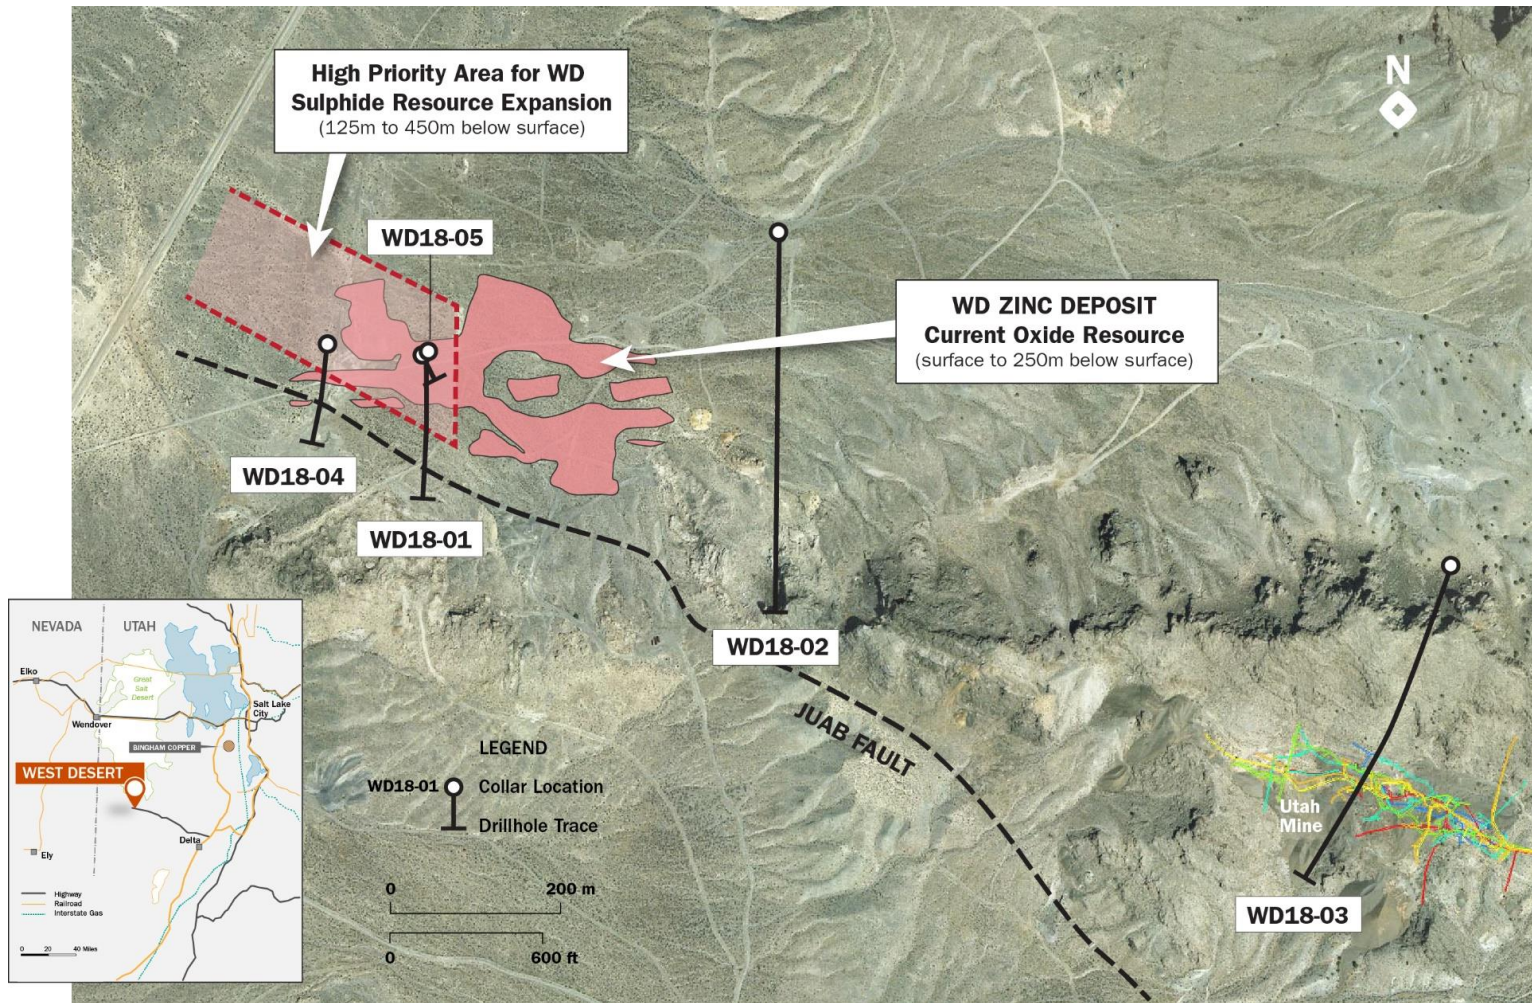 High Priority Area for WD
Sulphide Resource Expansion
(125m to 450m below surface)
N
WD18-05
WD ZINC DEPOSIT
Current Oxide Resource
(surface to 250m below surface)
WD18-04
WD18-01
WD18-02
JUAB FAULT
Utah
Mine
WD18-03
LEGEND
WD18-01
Collar Location
Drillhole Trace
0 200 m
0 600 ft
NEVADA UTAH
Elko
Great
Salt
Desert
Salt Lake
City
Wendover
BINGHAM COPPER
WEST DESERT
Delta
Ely
Highway
Railroad
Interstate Gas
0 20 40 Miles